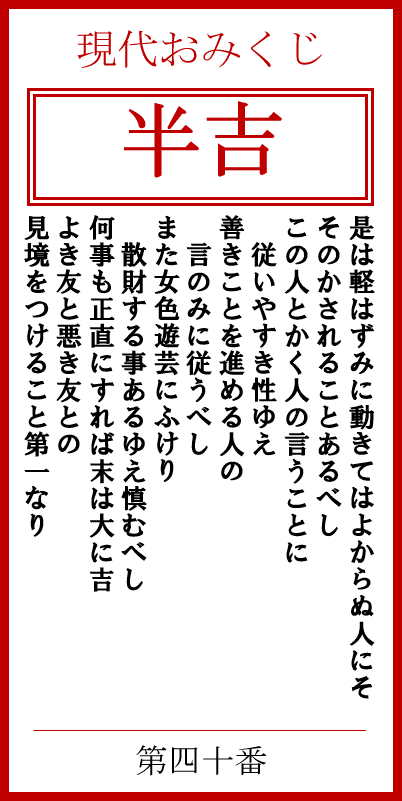 現代おみくじ
半吉
是は軽はずみに動きてはよからぬ人にそ
そのかされることあるべし
この人とかく人の言うことに
従いやすき性ゆえ
善きことを進める人の
言のみに従うべし
また女色遊芸にふけり
散財する事あるゆえ慎むべし
何事も正直にすれば末は大に吉
よき友と悪き友との
見境をつけること第一なり
第四十番